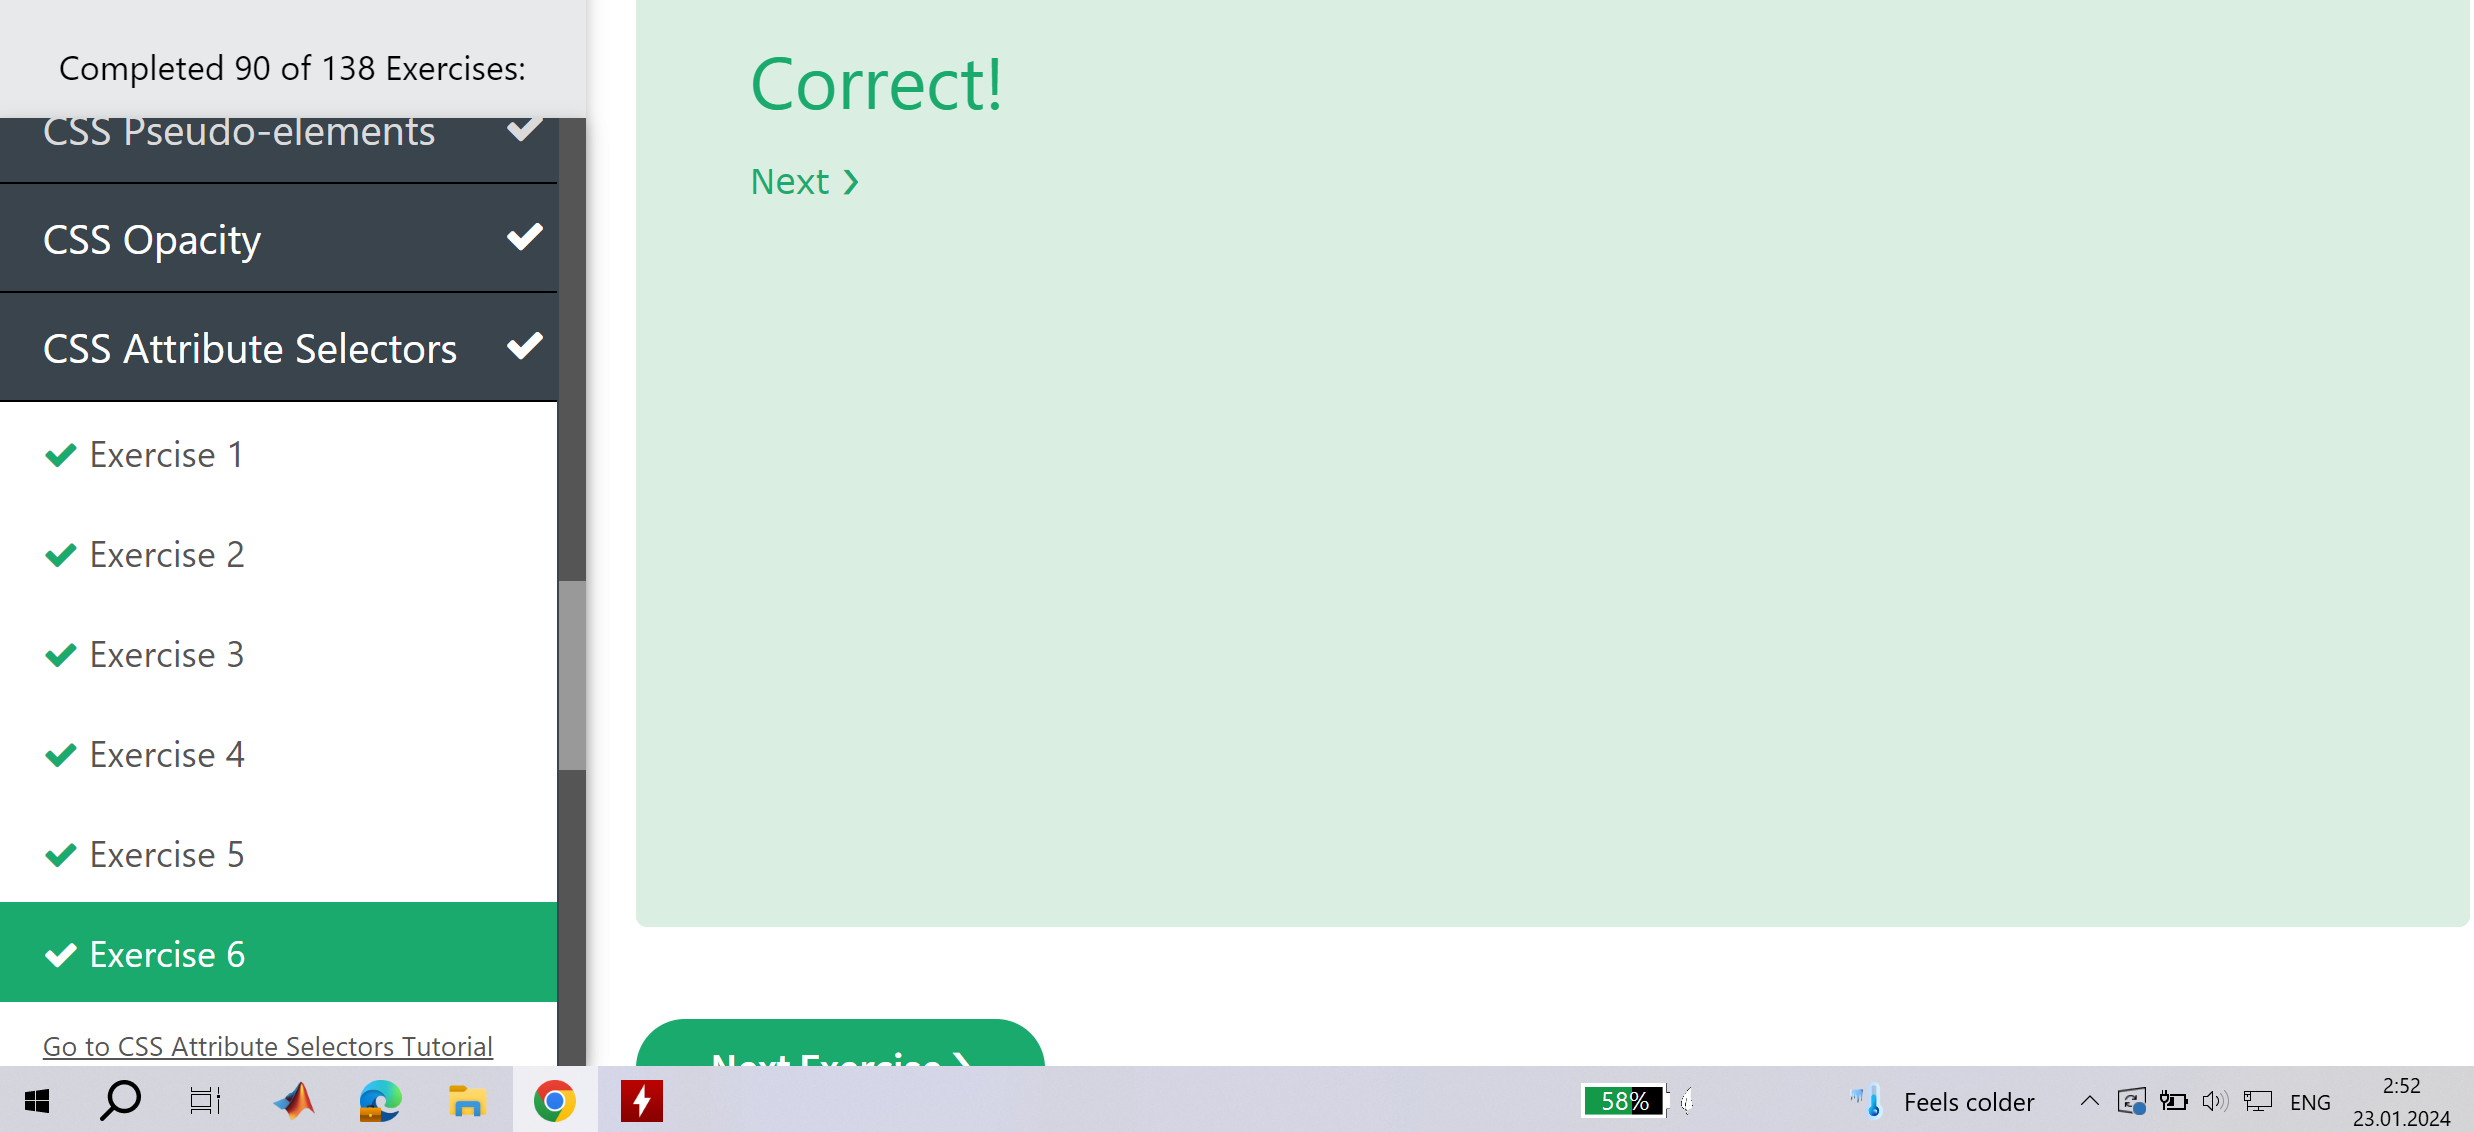 Completed 90 of 138 Exercises:
CSS Pseudo-elements
CSS Opacity
CSS Attribute Selectors
Exercise 1
Exercise 2
Exercise 3
Exercise 4
Exercise 5
Exercise 6
Go to CSS Attribute Selectors Tutorial
Correct!
Next ❯
Next Exercise ❯
58%
Feels colder
ENG
2:52
23.01.2024